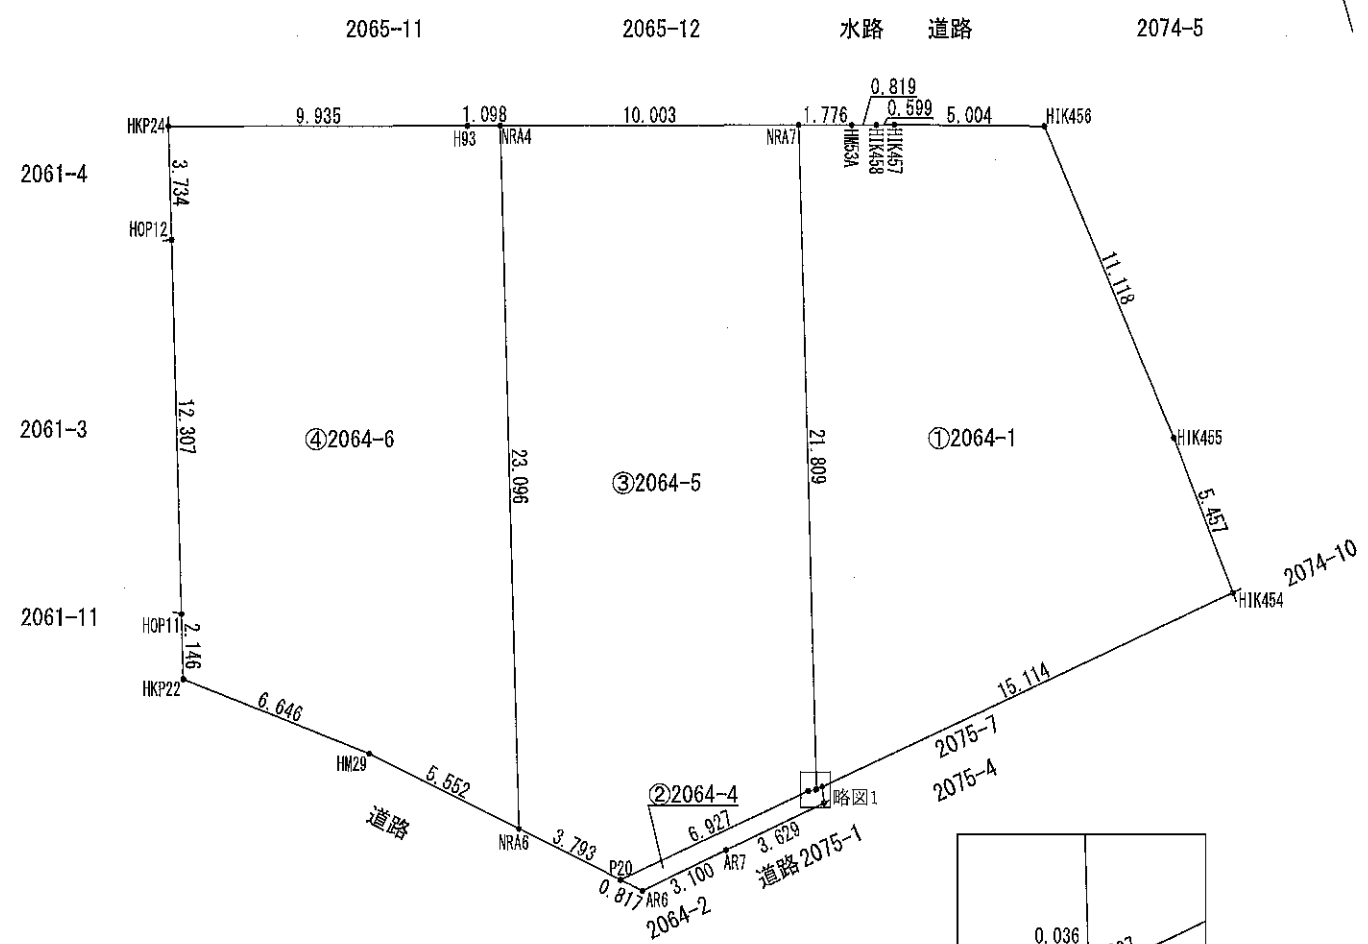 2065-11 2065-12 水路 道路 2074-5
0.819
9.935 1.098 10.003 1.776 0.599 5.004
HKP24 H93 NRA4 NRA7 HM53A HIK458 HIK457 HIK456
2061-4
3.734
HOP12
11.118
12.307
23.096
21.809
2061-3
④2064-6
③2064-5
①2064-1
HIK455
5.457
2074-10
HIK454
2061-11
HOP11
2.146
HKP22
6.646
HM29
5.552
道路
NRA6
3.793
P20
0.817
AR6
3.100
AR7
3.629
6.927
②2064-4
略図1
15.114
2075-7
2075-4
道路2075-1
2064-2
0.036